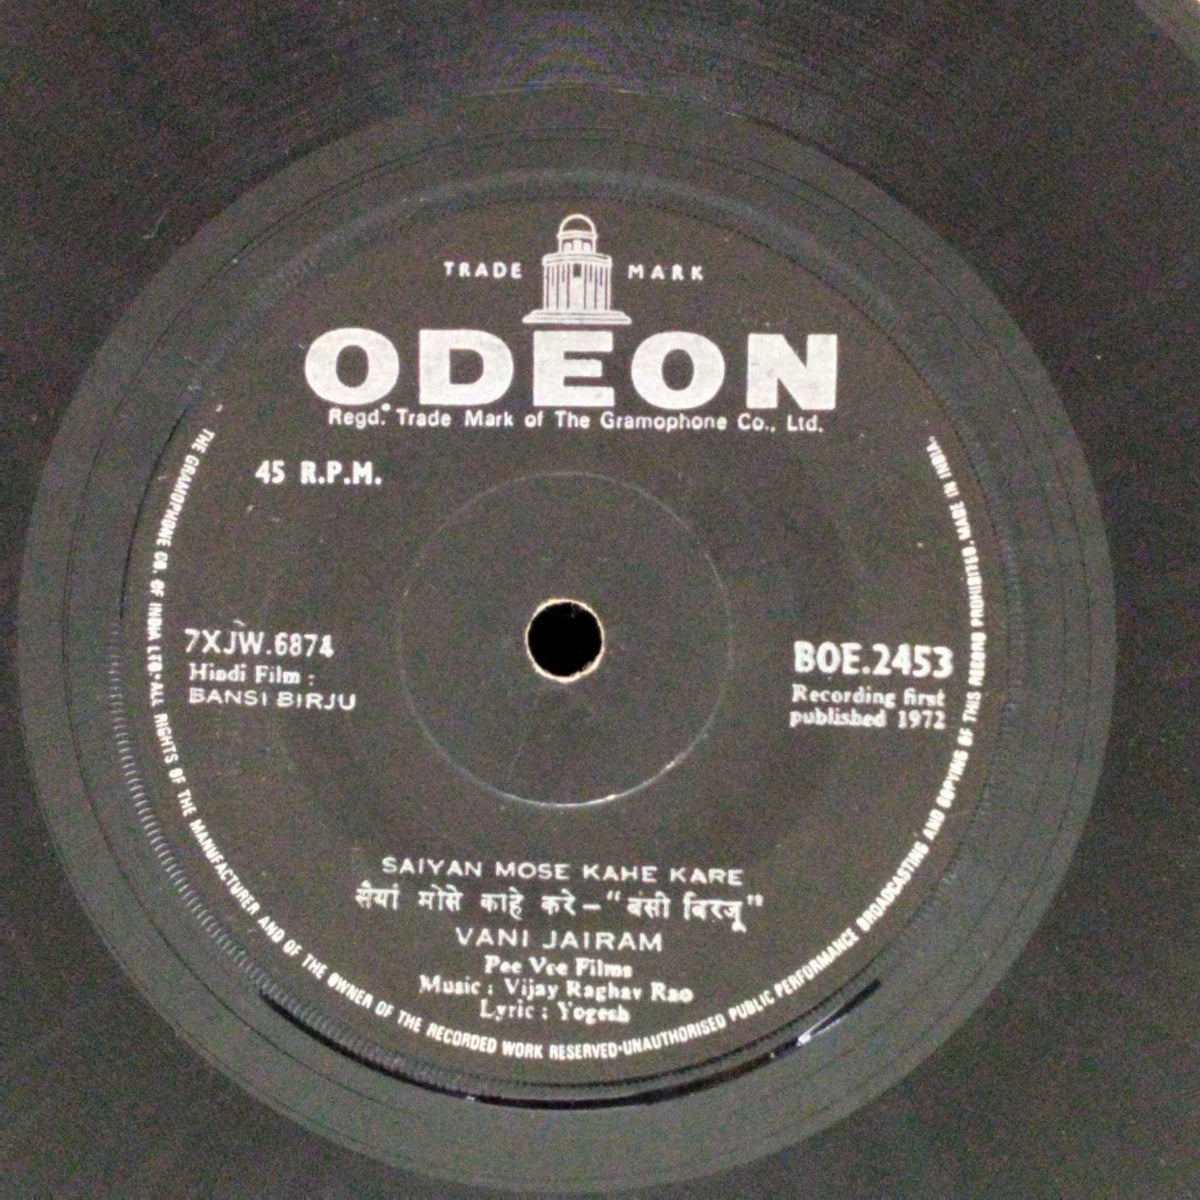 TRADE MARK
ODEON
Regd. Trade Mark of The Gramophone Co., Ltd.
45 R.P.M.
7XJW.6874
Hindi Film :
BANSI BIRJU
BOE.2453
Recording first
published 1972
SAIYAN MOSE KAHE KARE
सैयां मोसे काहे करे – "बंसी बिरजू"
VANI JAIRAM
Pee Vee Films
Music : Vijay Raghav Rao
Lyric : Yogesh
THE GRAMOPHONE CO. OF INDIA LTD. ALL RIGHTS OF THE MANUFACTURER AND OF THE OWNER OF THE RECORDED WORK RESERVED·UNAUTHORISED PUBLIC PERFORMANCE BROADCASTING AND COPYING OF THIS RECORD PROHIBITED. MADE IN INDIA.